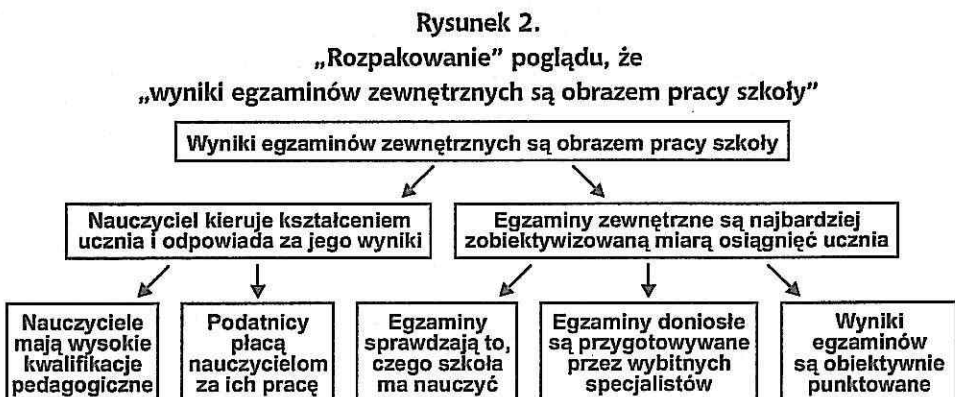 Rysunek 2.
„Rozpakowanie” poglądu, że
„wyniki egzaminów zewnętrznych są obrazem pracy szkoły”
Wyniki egzaminów zewnętrznych są obrazem pracy szkoły
Nauczyciel kieruje kształceniem
ucznia i odpowiada za jego wyniki
Egzaminy zewnętrzne są najbardziej
zobiektywizowaną miarą osiągnięć ucznia
Nauczyciele
mają wysokie
kwalifikacje
pedagogiczne
Podatnicy
płacą
nauczycielom
za ich pracę
Egzaminy
sprawdzają to,
czego szkoła
ma nauczyć
Egzaminy doniosłe
są przygotowywane
przez wybitnych
specjalistów
Wyniki
egzaminów
są obiektywnie
punktowane